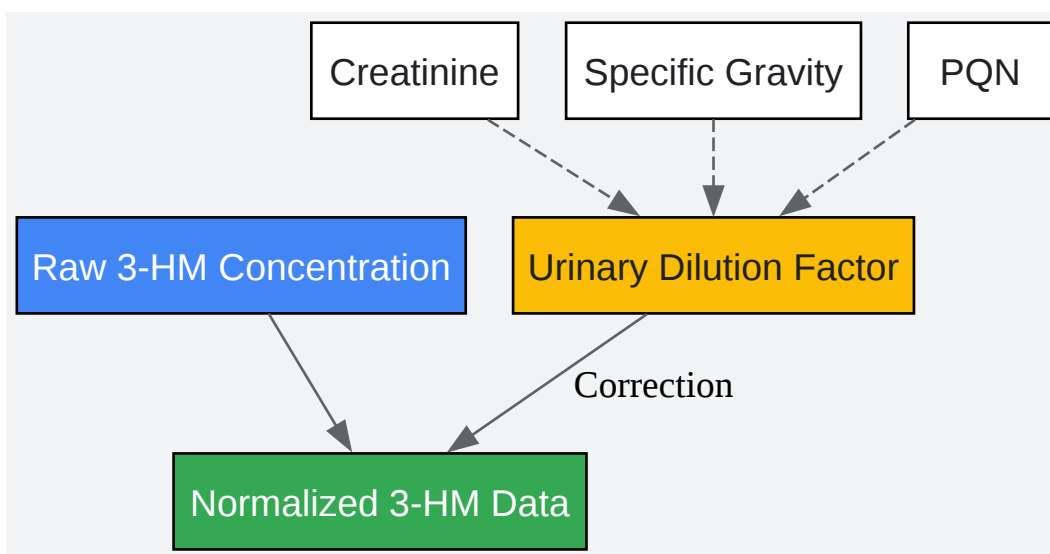 Creatinine
Specific Gravity
PQN
Raw 3-HM Concentration
Urinary Dilution Factor
Correction
Normalized 3-HM Data